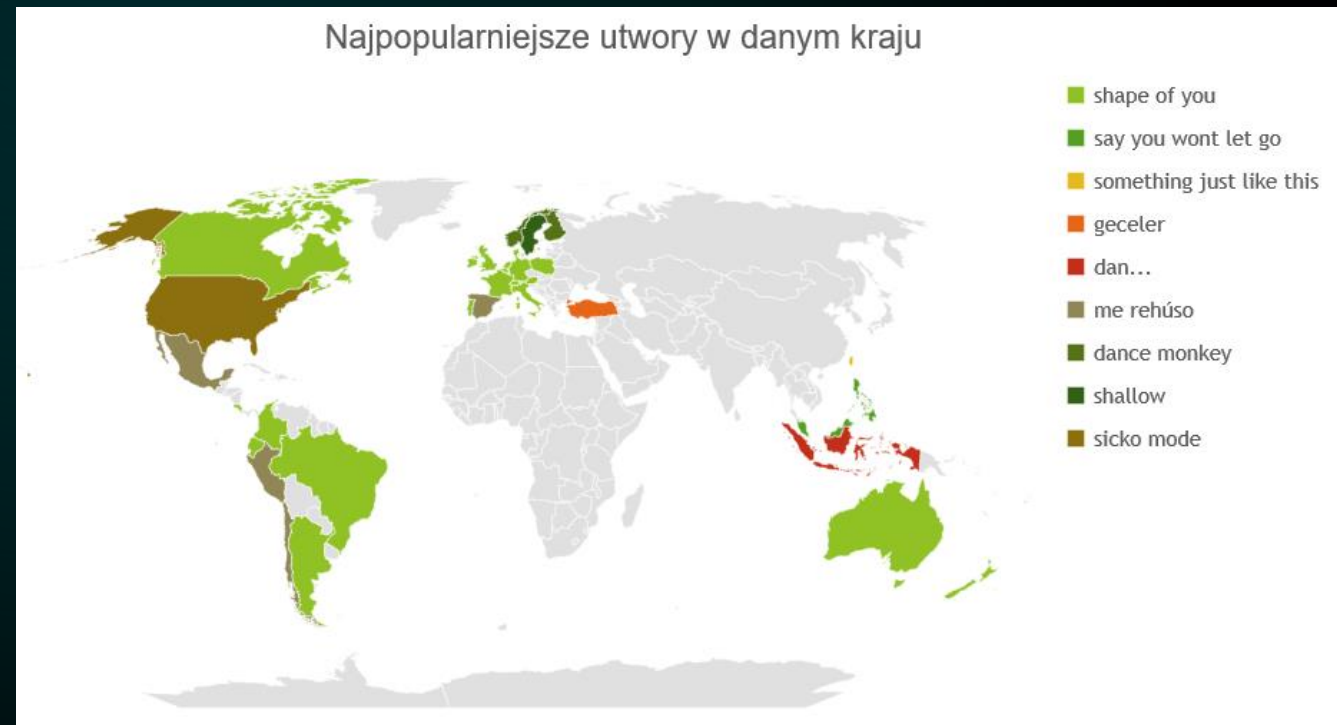 Najpopularniejsze utwory w danym kraju
shape of you
say you wont let go
something just like this
geceler
dan...
me rehúso
dance monkey
shallow
sicko mode